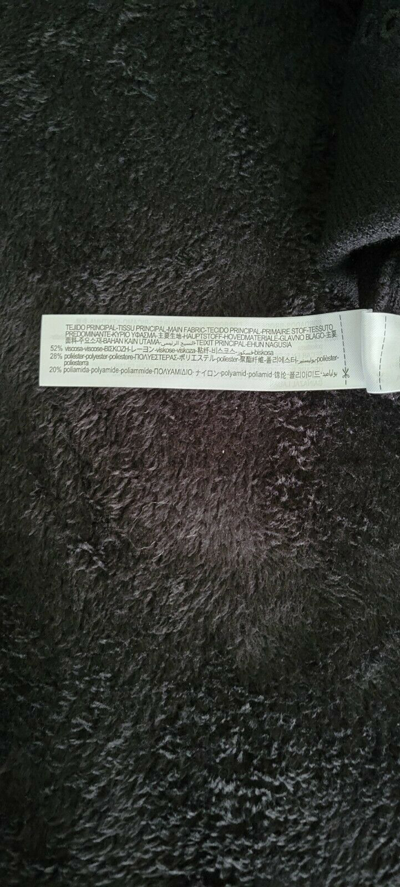 TEJIDO PRINCIPAL-TISSU PRINCIPAL-MAIN FABRIC-TECIDO PRINCIPAL-PRIMAIRE STOF-TESSUTO
PREDOMINANTE-ΚΥΡΙΟ ΥΦΑΣΜΑ-主要生地-HAUPTSTOFF-HOVEDMATERIALE-GLAVNO BLAGO-主要
面料-주요소재-BAHAN KAIN UTAMA-النسيج الرئيسي-TEIXIT PRINCIPAL-EHUN NAGUSIA
52% viscosa-viscose-ΒΙΣΚΟΖΗ-レーヨン-viskose-viskoza-粘纤-비스코스-فسكوز-biskosa
28% poliéster-polyester-poliestere-ΠΟΛΥΕΣΤΕΡΑΣ-ポリエステル-poliester-聚酯纤维-폴리에스터-بوليستر-polièster-
poliesterra
20% poliamida-polyamide-poliammide-ΠΟΛΥΑΜΙΔΙΟ-ナイロン-polyamid-poliamid-锦纶-폴리아미드-بولياميد